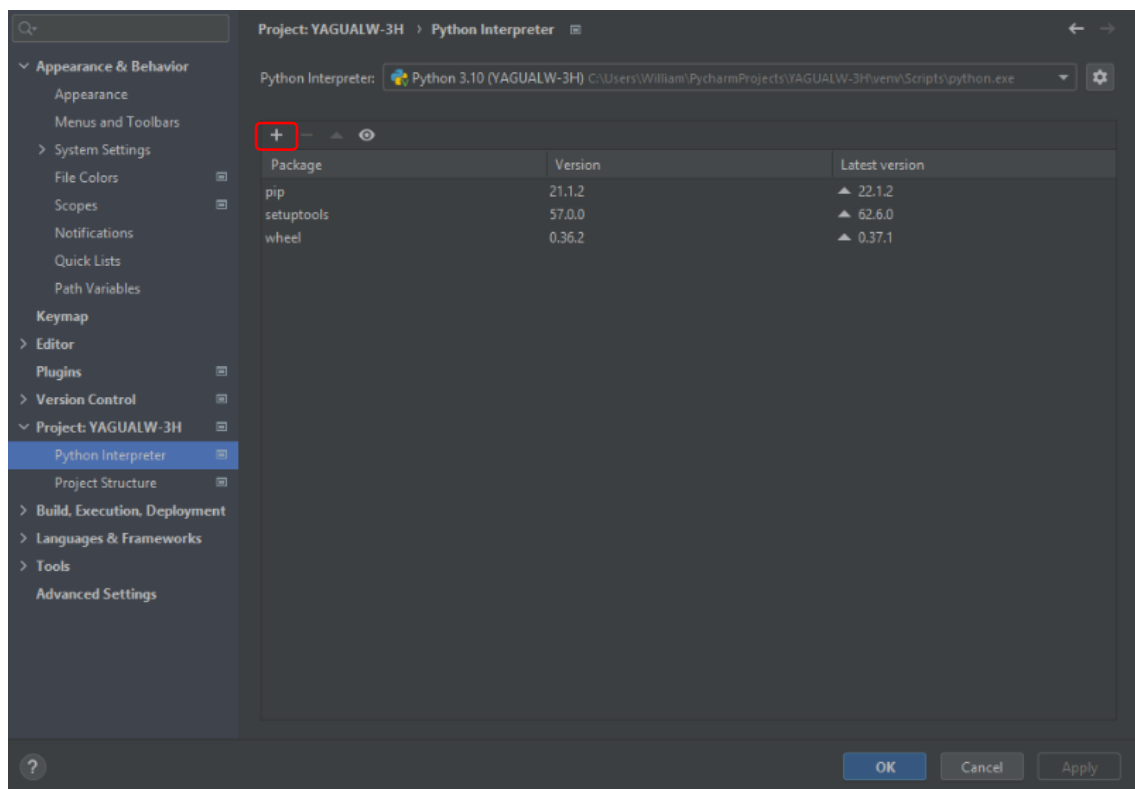 Project: YAGUALW-3H › Python Interpreter
Appearance & Behavior
Appearance
Menus and Toolbars
System Settings
File Colors
Scopes
Notifications
Quick Lists
Path Variables
Keymap
Editor
Plugins
Version Control
Project: YAGUALW-3H
Python Interpreter
Project Structure
Build, Execution, Deployment
Languages & Frameworks
Tools
Advanced Settings
Python Interpreter: Python 3.10 (YAGUALW-3H) C:\Users\William\PycharmProjects\YAGUALW-3H\venv\Scripts\python.exe
Package Version Latest version
pip 21.1.2 22.1.2
setuptools 57.0.0 62.6.0
wheel 0.36.2 0.37.1
? OK Cancel Apply